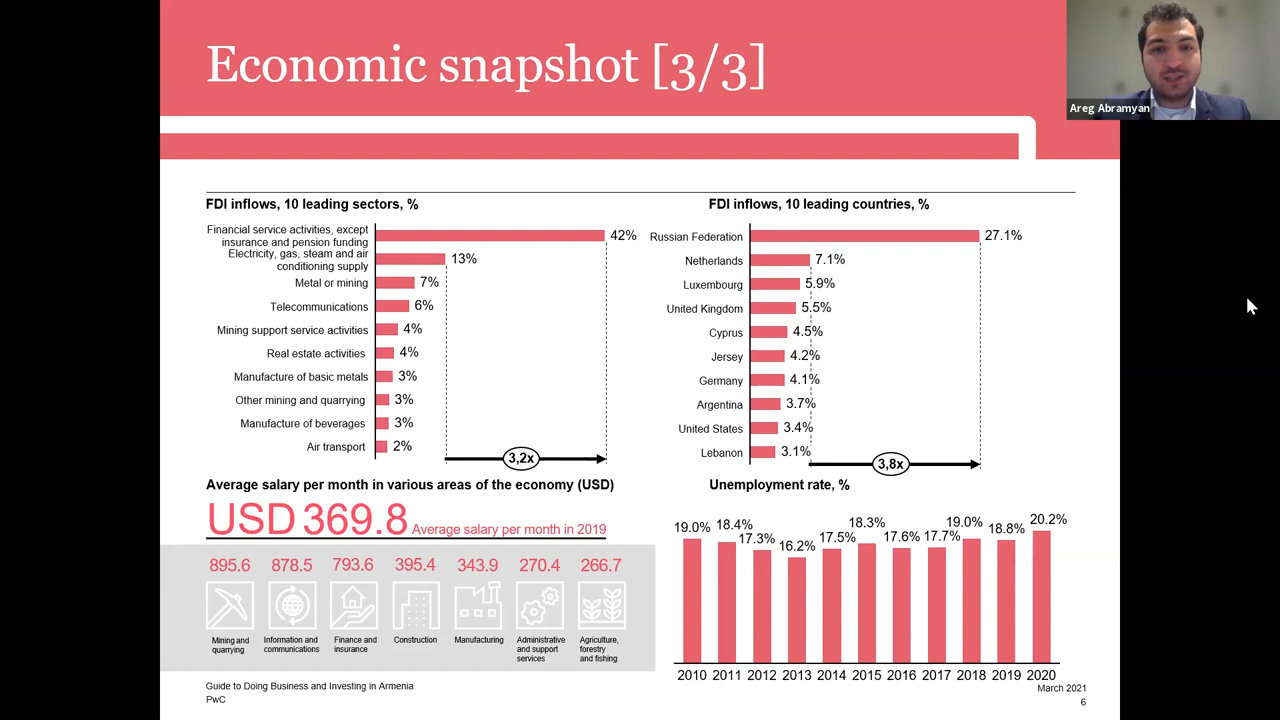 Economic snapshot [3/3]
Areg Abramyan
FDI inflows, 10 leading sectors, %
Financial service activities, except
insurance and pension funding
42%
Electricity, gas, steam and air
conditioning supply
13%
Metal or mining
7%
Telecommunications
6%
Mining support service activities
4%
Real estate activities
4%
Manufacture of basic metals
3%
Other mining and quarrying
3%
Manufacture of beverages
3%
Air transport
2%
3,2x
FDI inflows, 10 leading countries, %
Russian Federation
27.1%
Netherlands
7.1%
Luxembourg
5.9%
United Kingdom
5.5%
Cyprus
4.5%
Jersey
4.2%
Germany
4.1%
Argentina
3.7%
United States
3.4%
Lebanon
3.1%
3,8x
Average salary per month in various areas of the economy (USD)
USD 369.8 Average salary per month in 2019
895.6 878.5 793.6 395.4 343.9 270.4 266.7
Mining and
quarrying
Information and
communications
Finance and
insurance
Construction
Manufacturing
Administrative
and support
services
Agriculture,
forestry
and fishing
Unemployment rate, %
19.0% 18.4% 17.3% 16.2% 17.5% 18.3% 17.6% 17.7% 19.0% 18.8% 20.2%
2010 2011 2012 2013 2014 2015 2016 2017 2018 2019 2020
Guide to Doing Business and Investing in Armenia
PwC
March 2021
6